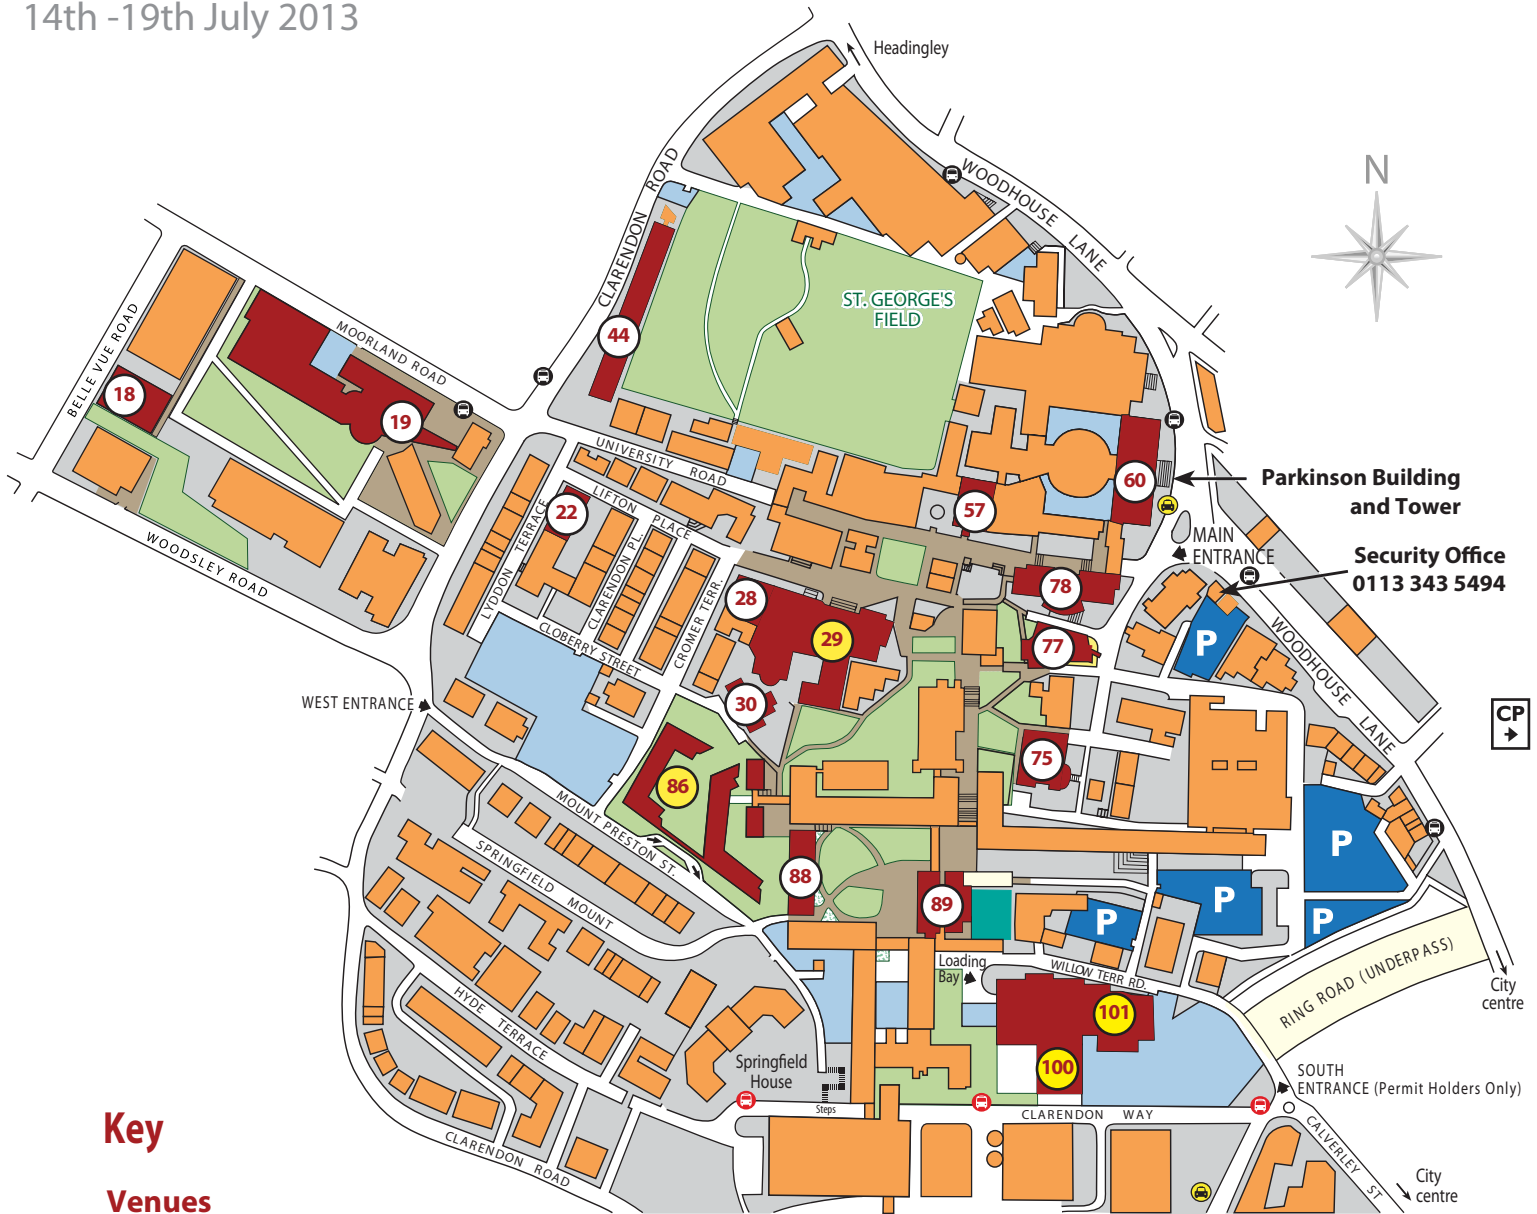 14th -19th July 2013
Headingley
WOODHOUSE LANE
N
CLARENDON ROAD
ST. GEORGE'S
FIELD
44
MOORLAND ROAD
BELLE VUE ROAD
18
19
UNIVERSITY ROAD
60
Parkinson Building
and Tower
57
LIFTON PLACE
22
MAIN
ENTRANCE
Security Office
0113 343 5494
WOODSLEY ROAD
LYDDON TERRACE
CLARENDON PL.
CROMER TERR.
CLOBERRY STREET
28
29
78
77
P
WOODHOUSE LANE
WEST ENTRANCE
30
CP
75
86
MOUNT PRESTON ST.
P
SPRINGFIELD MOUNT
88
89
P
P
P
Loading
Bay
WILLOW TERR RD.
RING ROAD (UNDERPASS)
City
centre
HYDE TERRACE
101
100
Springfield
House
Steps
SOUTH
ENTRANCE (Permit Holders Only)
CLARENDON WAY
CALVERLEY ST
Key
CLARENDON ROAD
City
centre
Venues